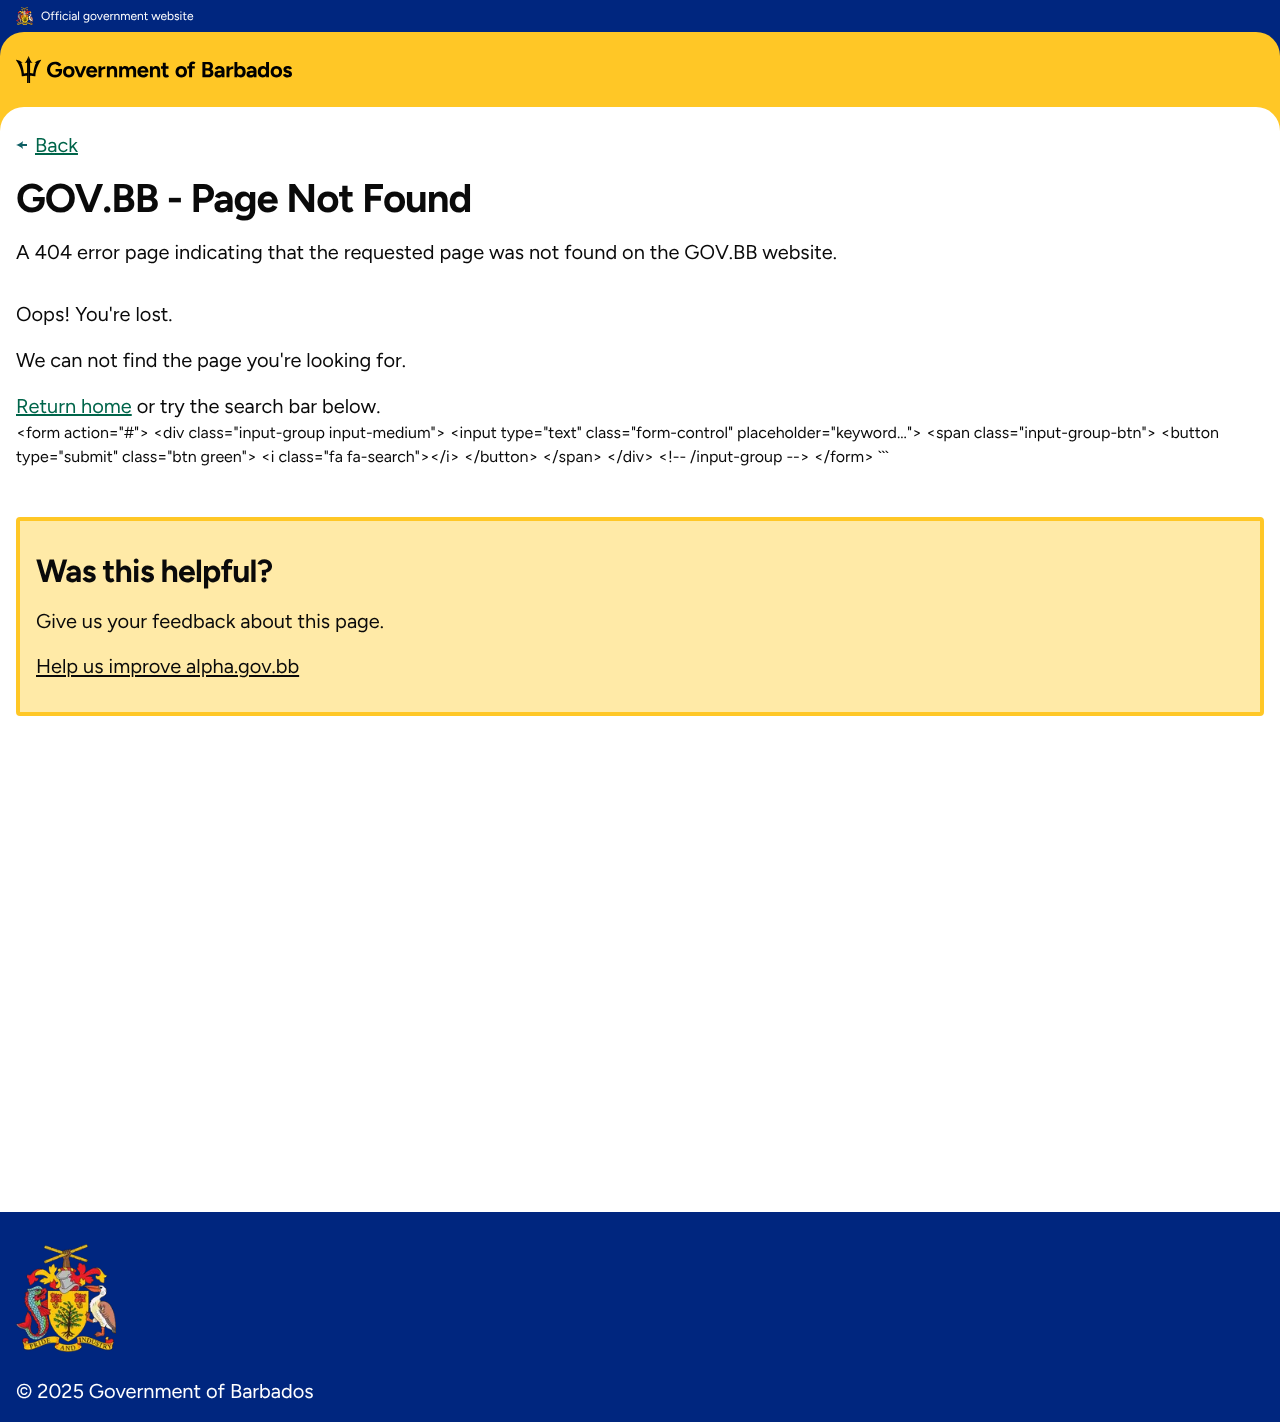 Official government website
Government of Barbados
Back
GOV.BB - Page Not Found
A 404 error page indicating that the requested page was not found on the GOV.BB website.
Oops! You're lost.
We can not find the page you're looking for.
Return home or try the search bar below.
<form action="#"> <div class="input-group input-medium"> <input type="text" class="form-control" placeholder="keyword..."> <span class="input-group-btn"> <button
type="submit" class="btn green"> <i class="fa fa-search"></i> </button> </span> </div> <!-- /input-group --> </form> ```
Was this helpful?
Give us your feedback about this page.
Help us improve alpha.gov.bb
PRIDE AND INDUSTRY
© 2025 Government of Barbados